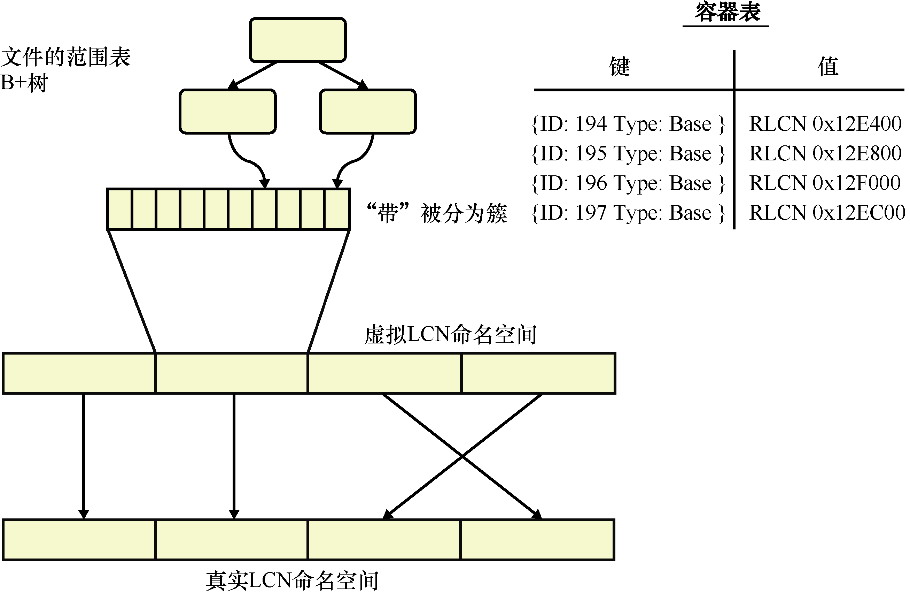 容器表
文件的范围表
B+树
键 值
{ID: 194 Type: Base } RLCN 0x12E400
{ID: 195 Type: Base } RLCN 0x12E800
{ID: 196 Type: Base } RLCN 0x12F000
{ID: 197 Type: Base } RLCN 0x12EC00
“带”被分为簇
虚拟LCN命名空间
真实LCN命名空间